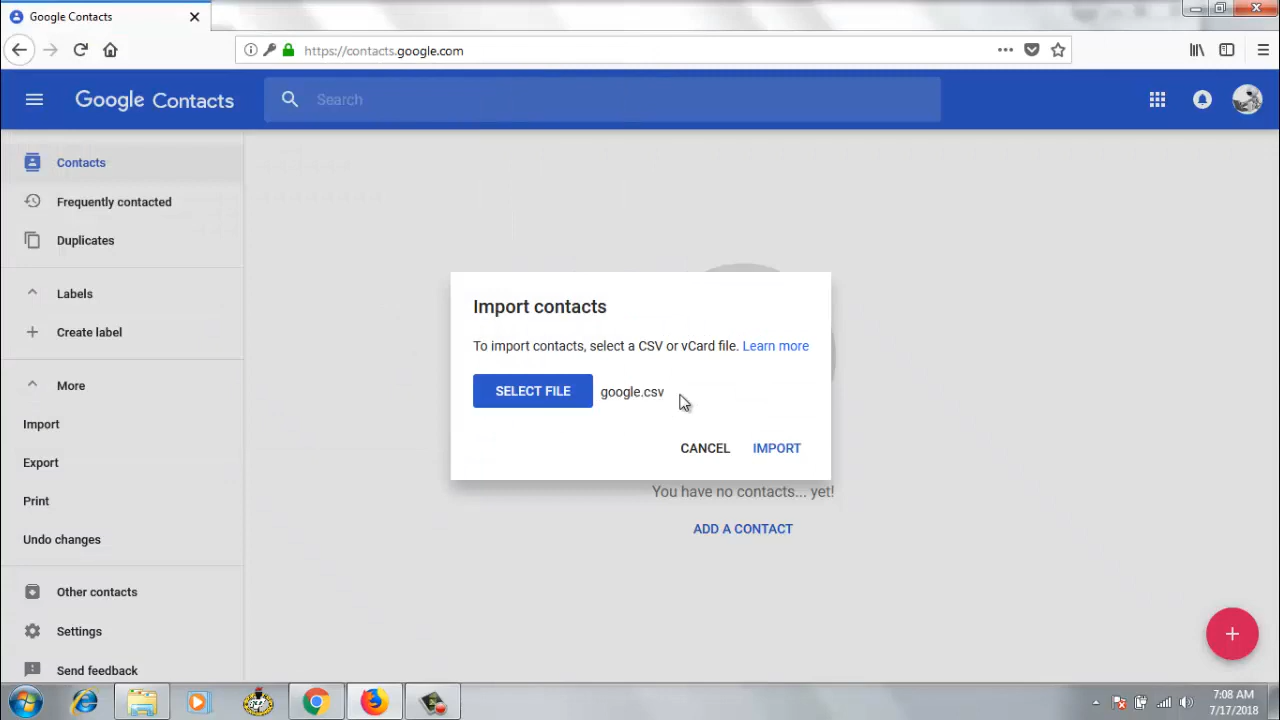 Google Contacts
https://contacts.google.com
Google Contacts
Search
Contacts
Frequently contacted
Duplicates
Labels
Create label
More
Import
Export
Print
Undo changes
Other contacts
Settings
Send feedback
Import contacts
To import contacts, select a CSV or vCard file. Learn more
SELECT FILE google.csv
CANCEL IMPORT
You have no contacts... yet!
ADD A CONTACT
7:08 AM
7/17/2018